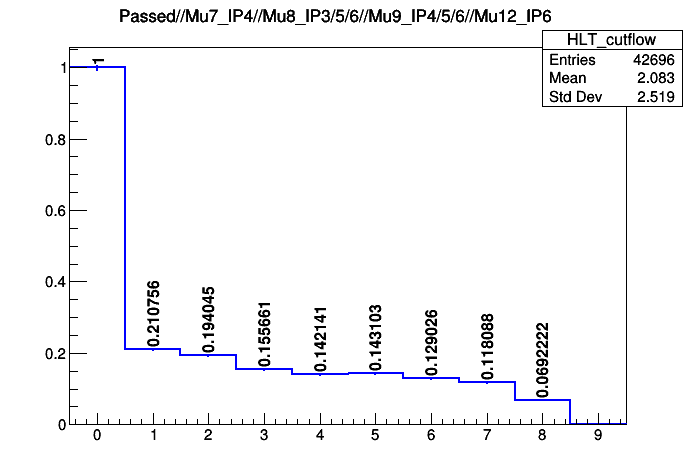 Passed//Mu7_IP4//Mu8_IP3/5/6//Mu9_IP4/5/6//Mu12_IP6
HLT_cutflow
Entries 42696
Mean 2.083
Std Dev 2.519
1
0.8
0.6
0.4
0.2
0
1
0.210756
0.194045
0.155661
0.142141
0.143103
0.129026
0.118088
0.0692222
0 1 2 3 4 5 6 7 8 9